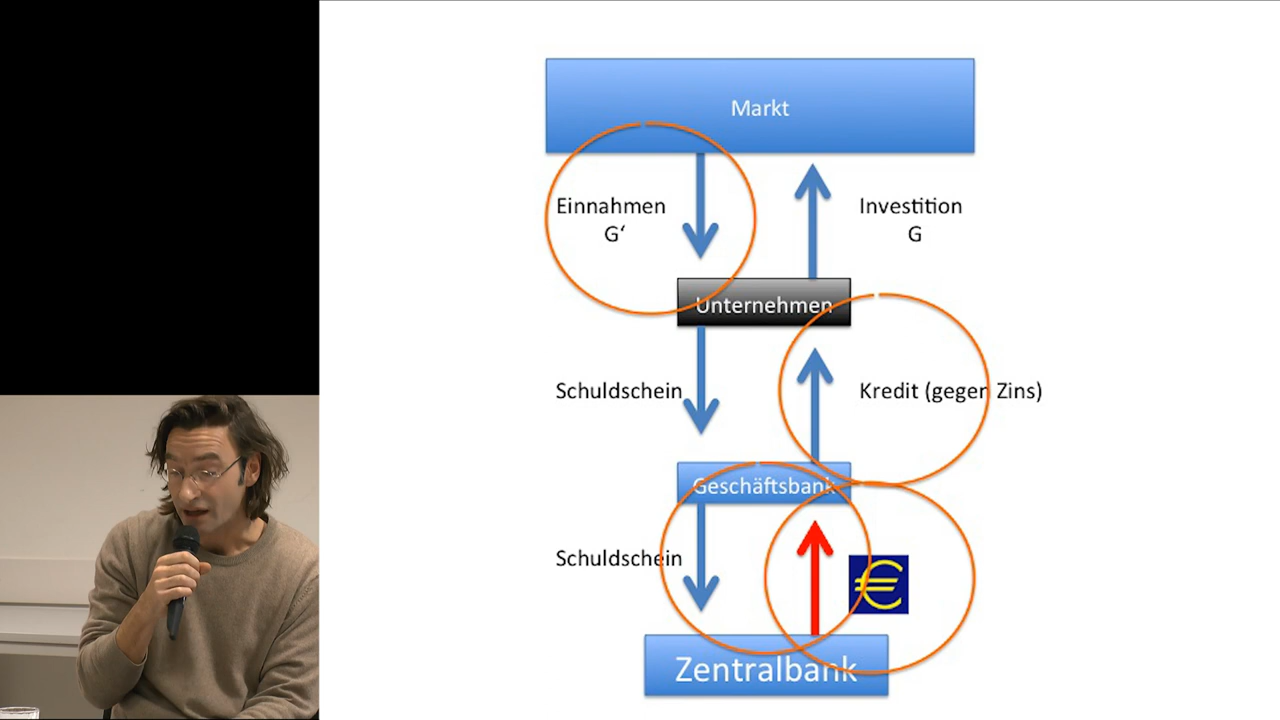 Markt
Einnahmen
G‘
Investition
G
Unternehmen
Schuldschein
Kredit (gegen Zins)
Geschäftsbank
Schuldschein
€
Zentralbank